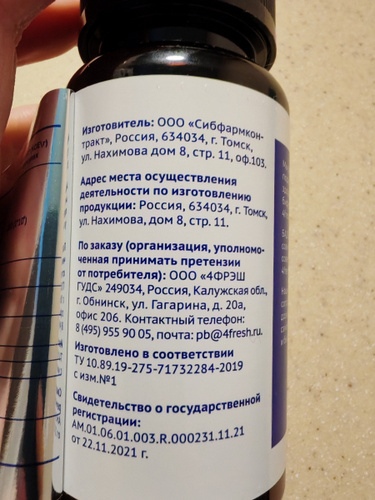 Изготовитель: ООО «Сибфармкон-
тракт», Россия, 634034, г. Томск,
ул. Нахимова дом 8, стр. 11, оф.103.
Адрес места осуществления
деятельности по изготовлению
продукции: Россия, 634034, г. Томск,
ул. Нахимова, дом 8, стр. 11.
По заказу (организация, уполномо-
ченная принимать претензии
от потребителя): ООО «4ФРЭШ
ГУДС» 249034, Россия, Калужская обл.,
г. Обнинск, ул. Гагарина, д. 20а,
офис 206. Контактный телефон:
8 (495) 955 90 05, почта: pb@4fresh.ru.
Изготовлено в соответствии
ТУ 10.89.19-275-71732284-2019
с изм.№1
Свидетельство о государственной
регистрации:
AM.01.06.01.003.R.000231.11.21
от 22.11.2021 г.